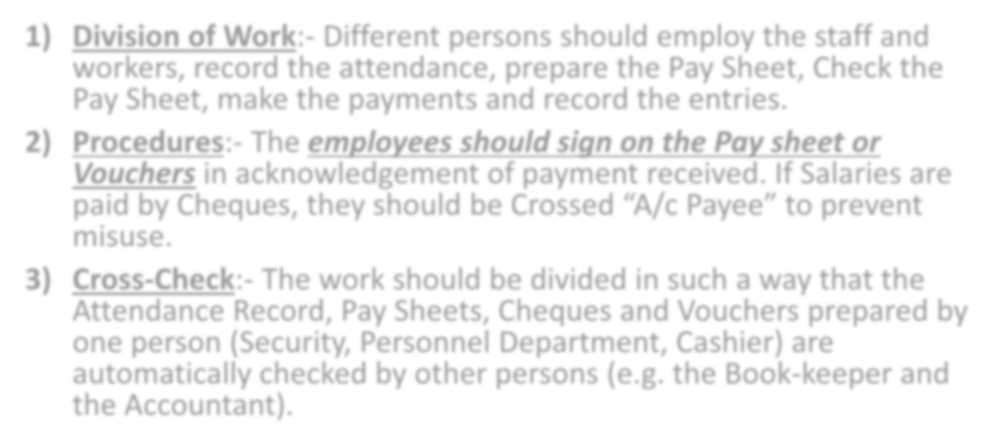 1) Division of Work:- Different persons should employ the staff and
workers, record the attendance, prepare the Pay Sheet, Check the
Pay Sheet, make the payments and record the entries.
2) Procedures:- The employees should sign on the Pay sheet or
Vouchers in acknowledgement of payment received. If Salaries are
paid by Cheques, they should be Crossed “A/c Payee” to prevent
misuse.
3) Cross-Check:- The work should be divided in such a way that the
Attendance Record, Pay Sheets, Cheques and Vouchers prepared by
one person (Security, Personnel Department, Cashier) are
automatically checked by other persons (e.g. the Book-keeper and
the Accountant).